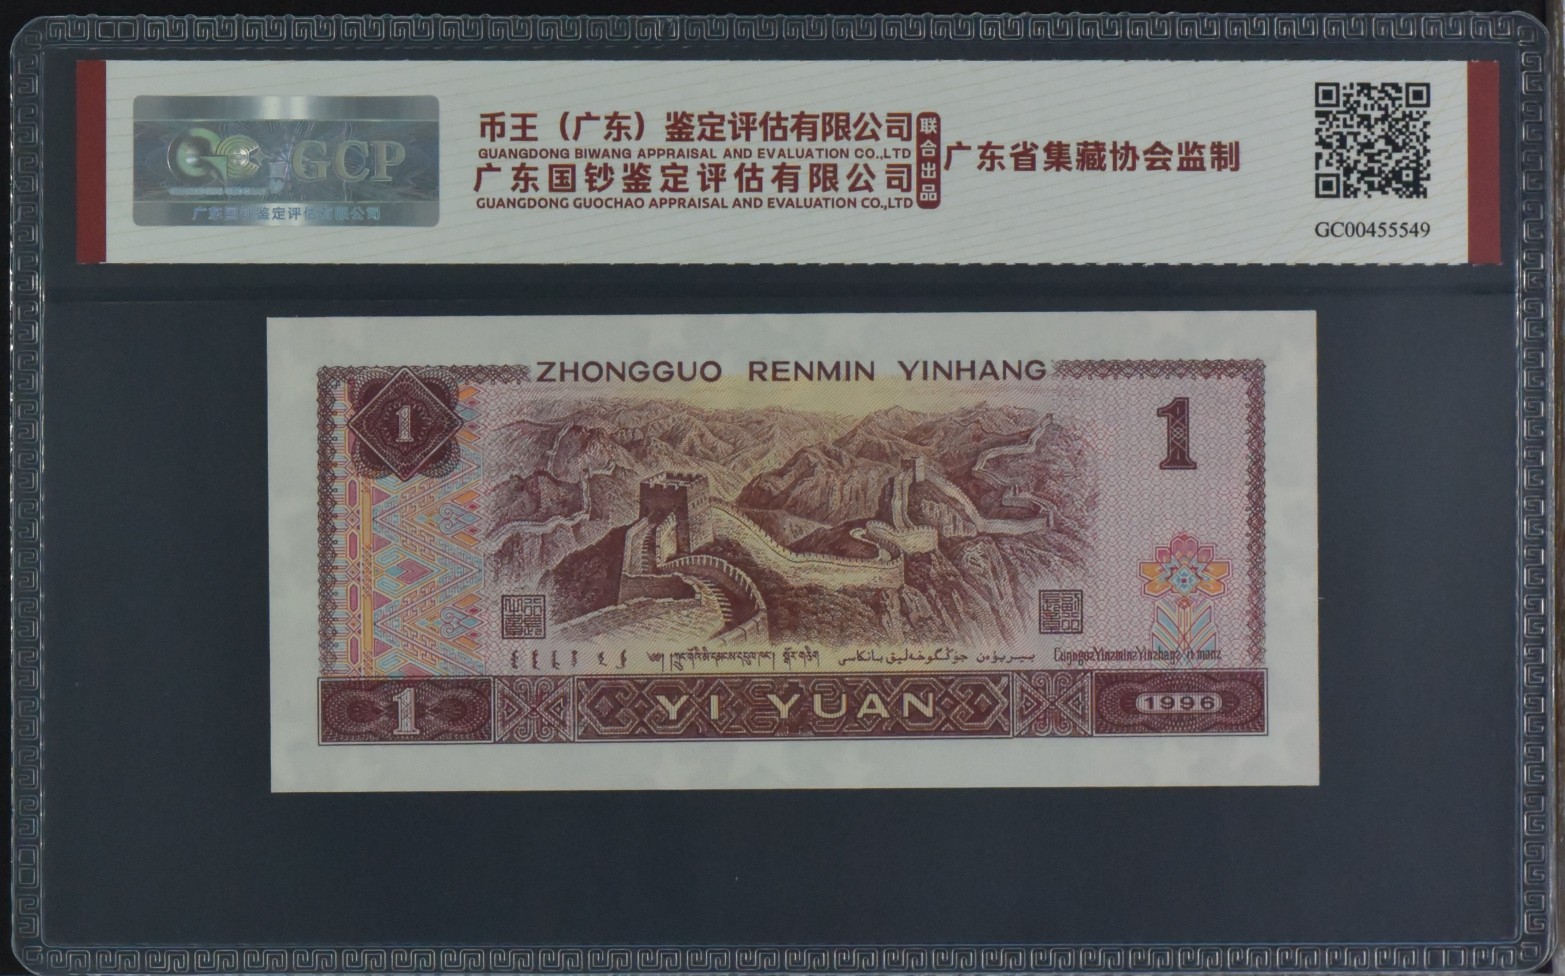 GCP
广东国钞鉴定评估有限公司
币王（广东）鉴定评估有限公司
GUANGDONG BIWANG APPRAISAL AND EVALUATION CO.,LTD
广东国钞鉴定评估有限公司
GUANGDONG GUOCHAO APPRAISAL AND EVALUATION CO.,LTD
联合出品
广东省集藏协会监制
GC00455549
ZHONGGUO RENMIN YINHANG
1
1
1
YI YUAN
1996